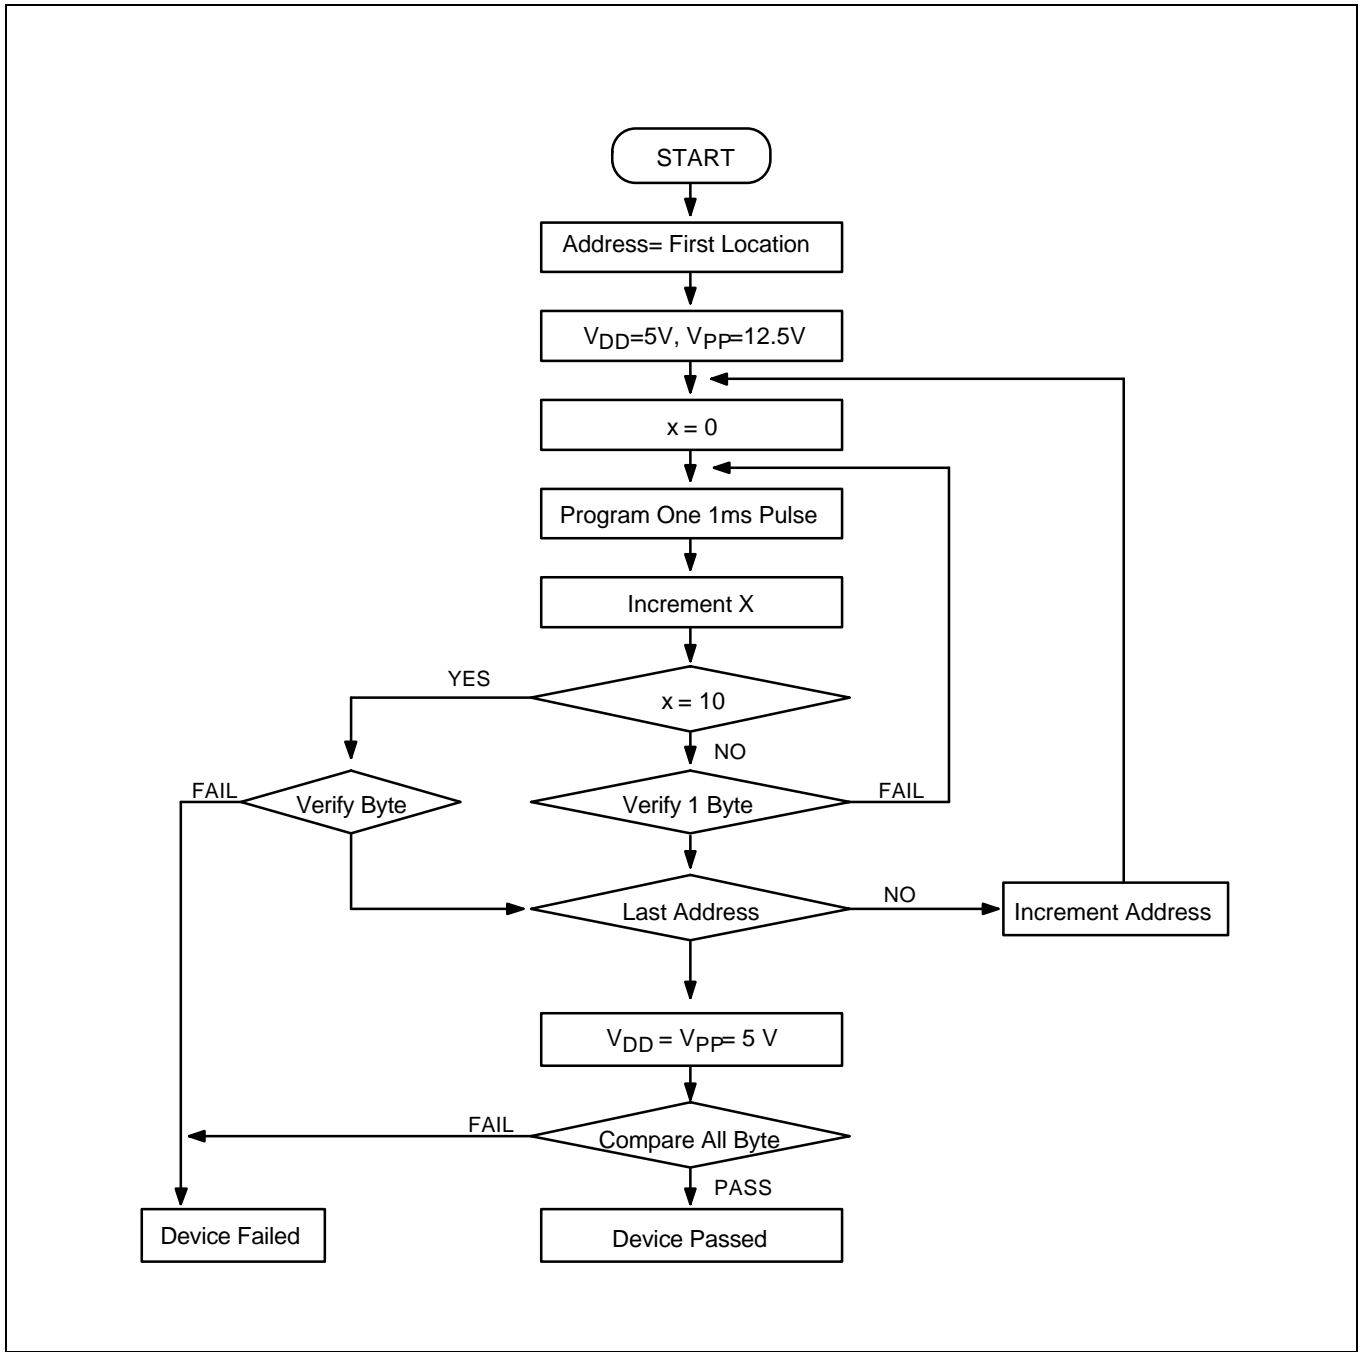 START
Address= First Location
VDD=5V, VPP=12.5V
x = 0
Program One 1ms Pulse
Increment X
YES
x = 10
NO
FAIL
Verify Byte
Verify 1 Byte
FAIL
Last Address
NO
Increment Address
VDD = VPP= 5 V
FAIL
Compare All Byte
PASS
Device Failed
Device Passed